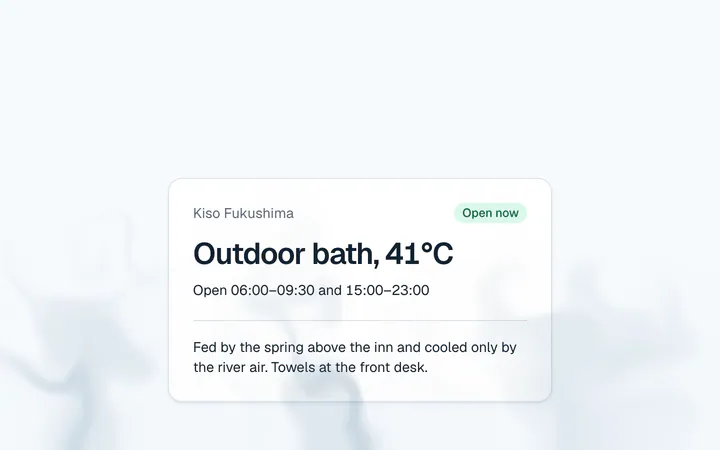 Kiso Fukushima
Open now
Outdoor bath, 41°C
Open 06:00–09:30 and 15:00–23:00
Fed by the spring above the inn and cooled only by
the river air. Towels at the front desk.